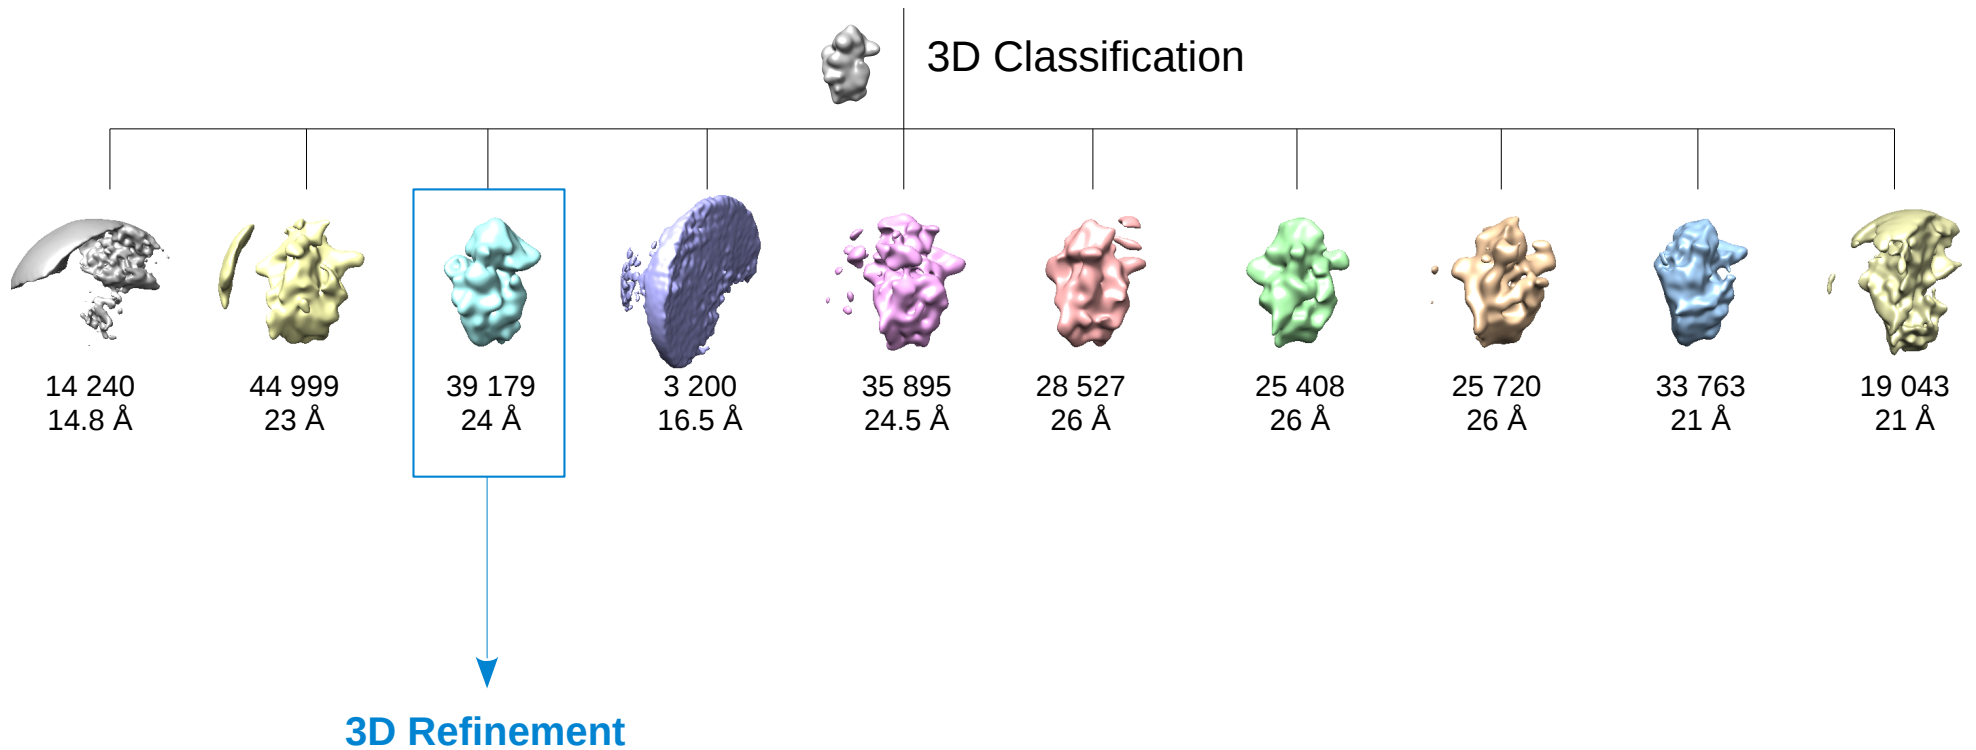 3D Classification
14 240
14.8 Å
44 999
23 Å
39 179
24 Å
3 200
16.5 Å
35 895
24.5 Å
28 527
26 Å
25 408
26 Å
25 720
26 Å
33 763
21 Å
19 043
21 Å
3D Refinement